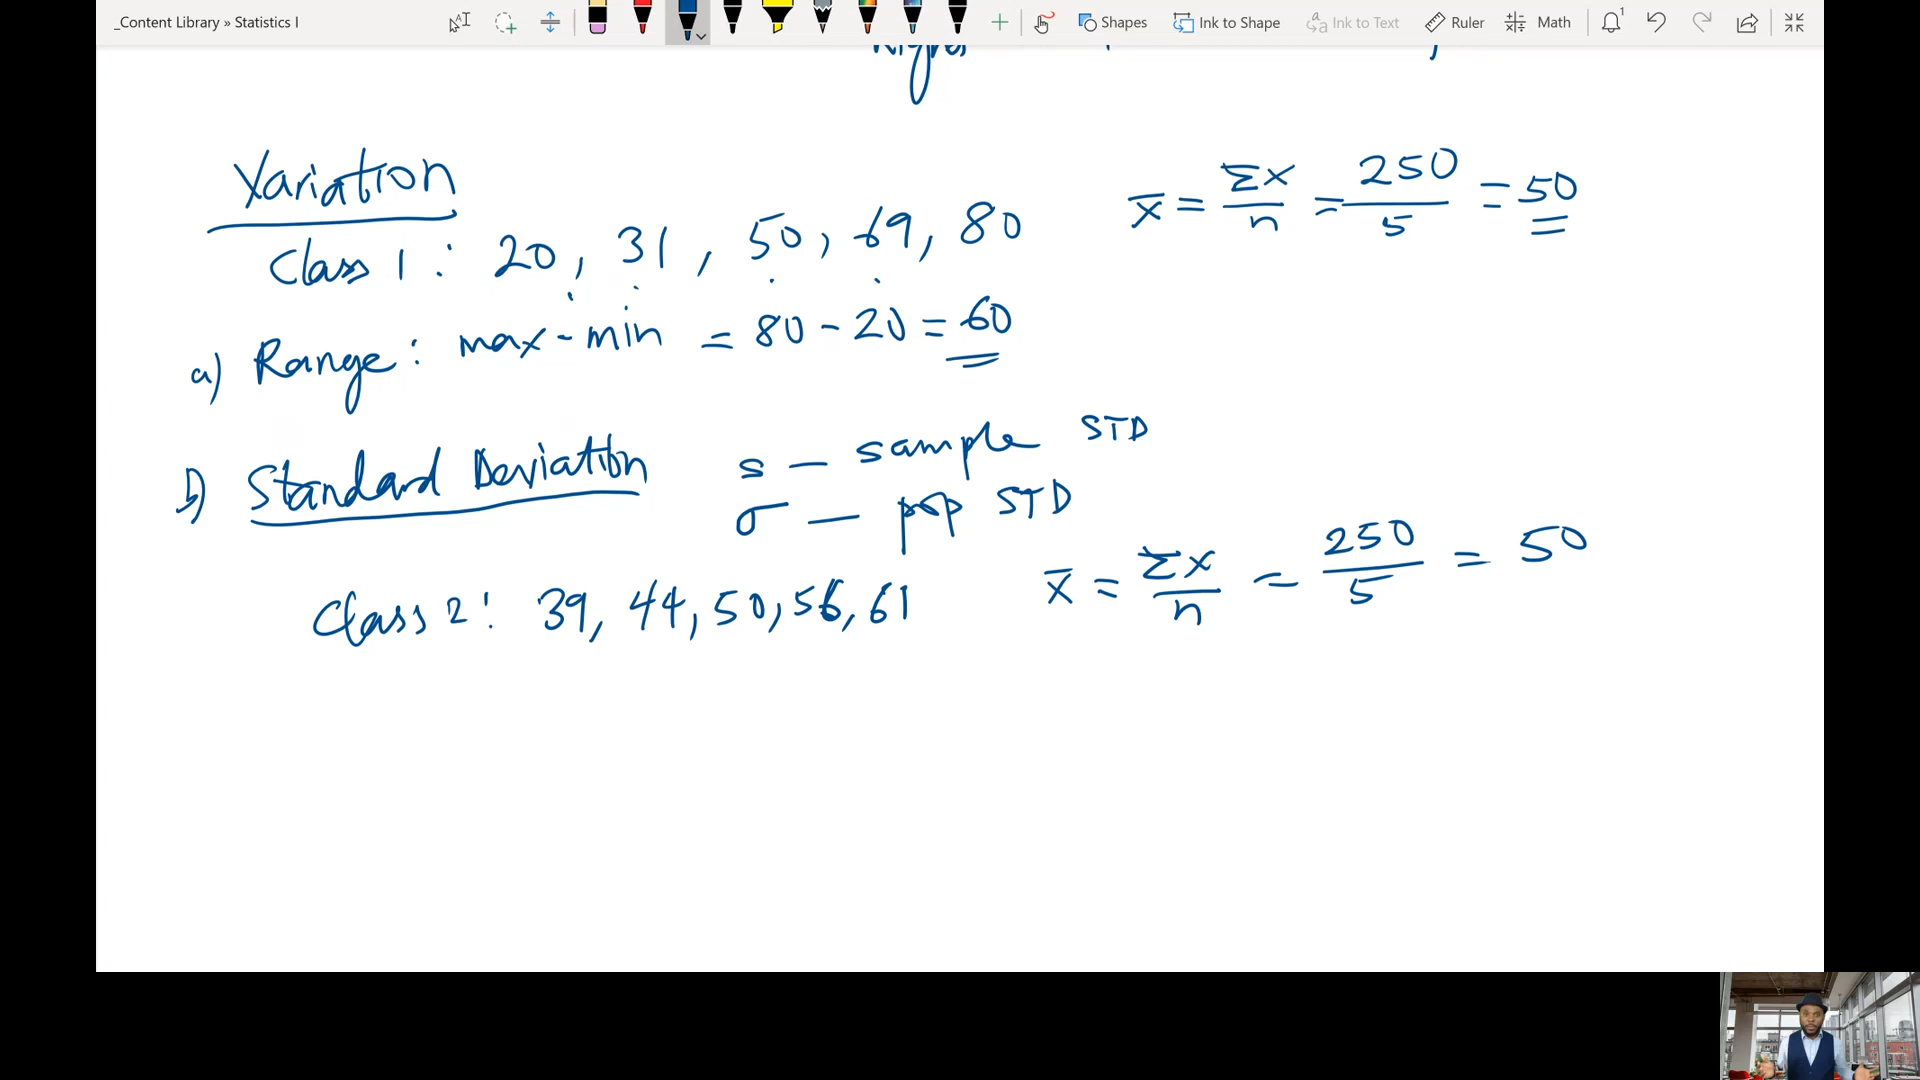 _Content Library » Statistics I
Shapes Ink to Shape Ink to Text Ruler Math 1
Variation
x̄ = Σx/n = 250/5 = 50
Class 1 : 20, 31, 50, 69, 80
a) Range: max - min = 80 - 20 = 60
b) Standard Deviation s — sample STD
σ — pop STD
Class 2: 39, 44, 50, 56, 61
x̄ = Σx/n = 250/5 = 50